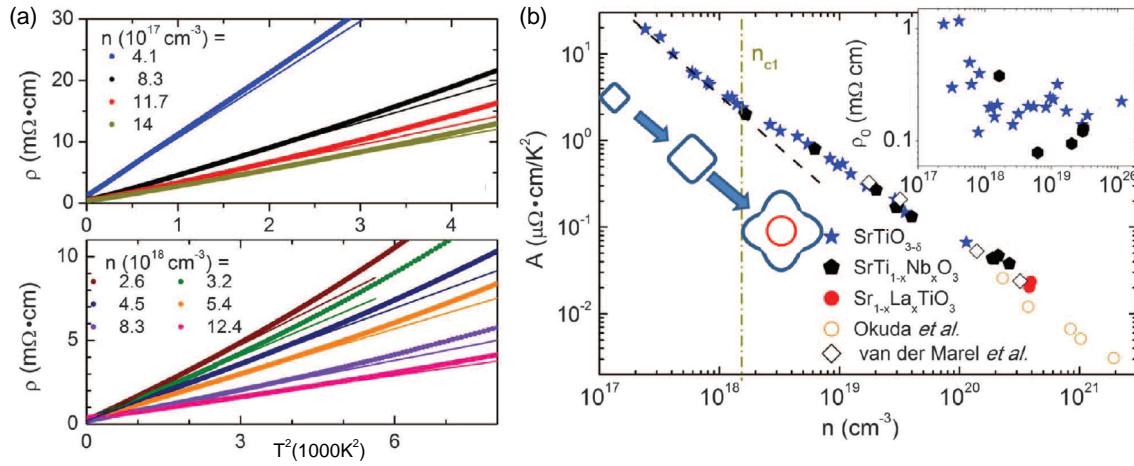 (a)
n (10¹⁷ cm⁻³) =
4.1
8.3
11.7
14
ρ (mΩ•cm)
30
20
10
0
0 1 2 3 4
n (10¹⁸ cm⁻³) =
2.6 3.2
4.5 5.4
8.3 12.4
ρ (mΩ•cm)
10
5
0
0 3 6
T²(1000K²)
(b)
A (μΩ•cm/K²)
10¹
10⁰
10⁻¹
10⁻²
n_c1
SrTiO₃₋δ
SrTi₁₋ₓNbₓO₃
Sr₁₋ₓLaₓTiO₃
Okuda et al.
van der Marel et al.
10¹⁷ 10¹⁸ 10¹⁹ 10²⁰ 10²¹
n (cm⁻³)
ρ₀ (mΩ cm)
1
0.1
10¹⁷ 10¹⁸ 10¹⁹ 10²⁰